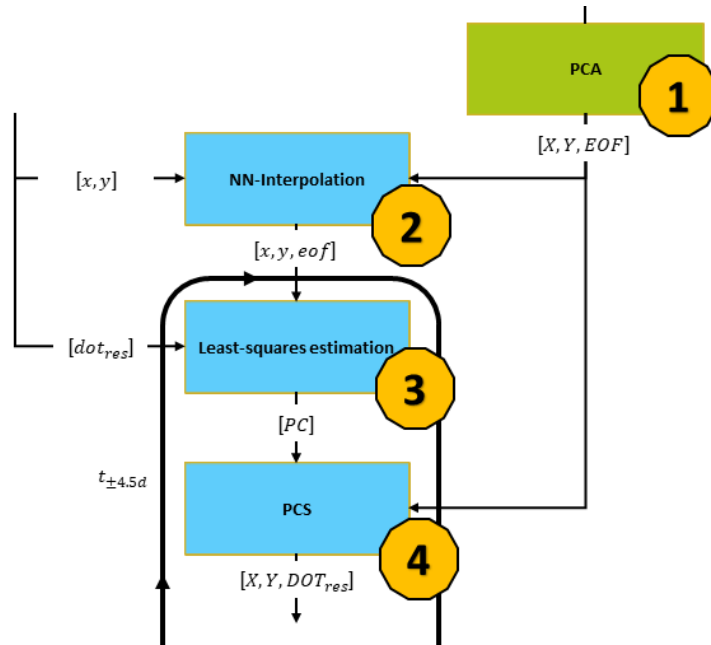 PCA
1
[X, Y, EOF]
[x, y]
NN-Interpolation
2
[x, y, eof]
[dot_res]
Least-squares estimation
3
[PC]
t_±4.5d
PCS
4
[X, Y, DOT_res]